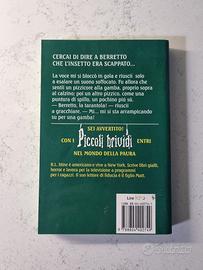 CERCAI DI DIRE A BERRETTO
CHE L'INSETTO ERA SCAPPATO...
La voce mi si bloccò in gola e riuscii solo
a esalare un suono soffocato. Fu allora che
sentii un pizzicore alla gamba, proprio sopra
al calzino; poi un altro pizzico, come una
puntura di spillo, un pochino più su.
— Berretto, la tarantola! — riuscii
a gracchiare. — Mi... mi si sta arrampicando
su per una gamba!
SEI AVVERTITO!
CON I Piccoli brividi ENTRI
NEL MONDO DELLA PAURA
R.L. Stine è americano e vive a New York. Scrive libri gialli,
horror e lavora per la televisione a programmi
per i ragazzi. Il suo lettore di fiducia è il figlio Matt.
Lire